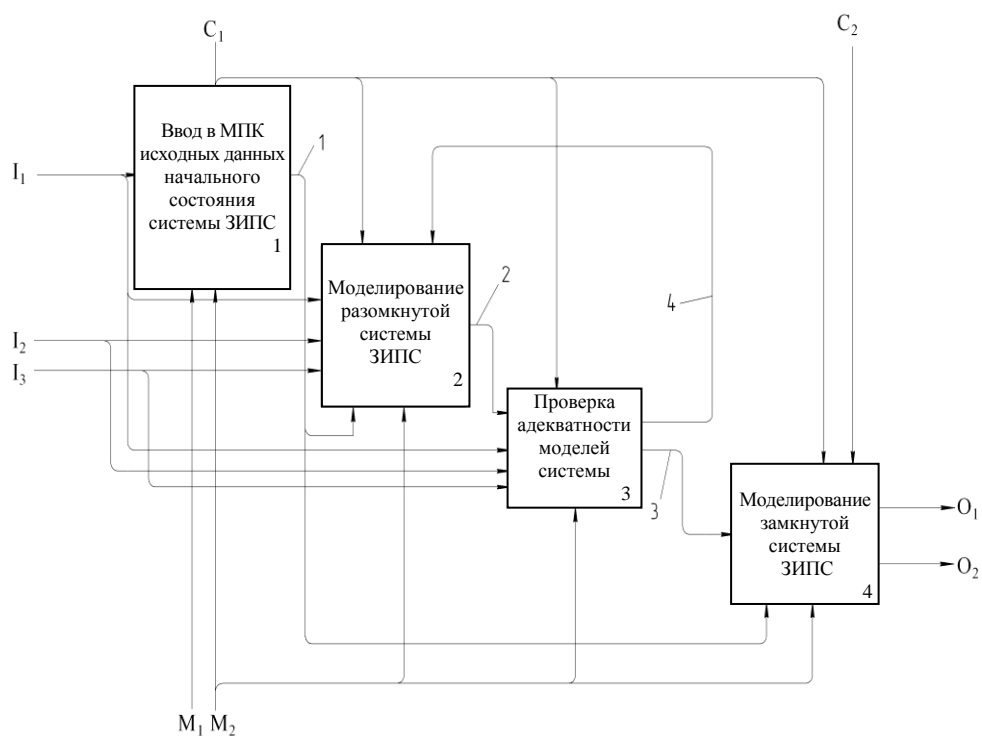 C1
C2
Ввод в МПК
исходных данных
начального
состояния
системы ЗИПС
1
1
I1
Моделирование
разомкнутой
системы
ЗИПС
2
2
4
I2
I3
Проверка
адекватности
моделей
системы
3
3
Моделирование
замкнутой
системы
ЗИПС
4
O1
O2
M1
M2